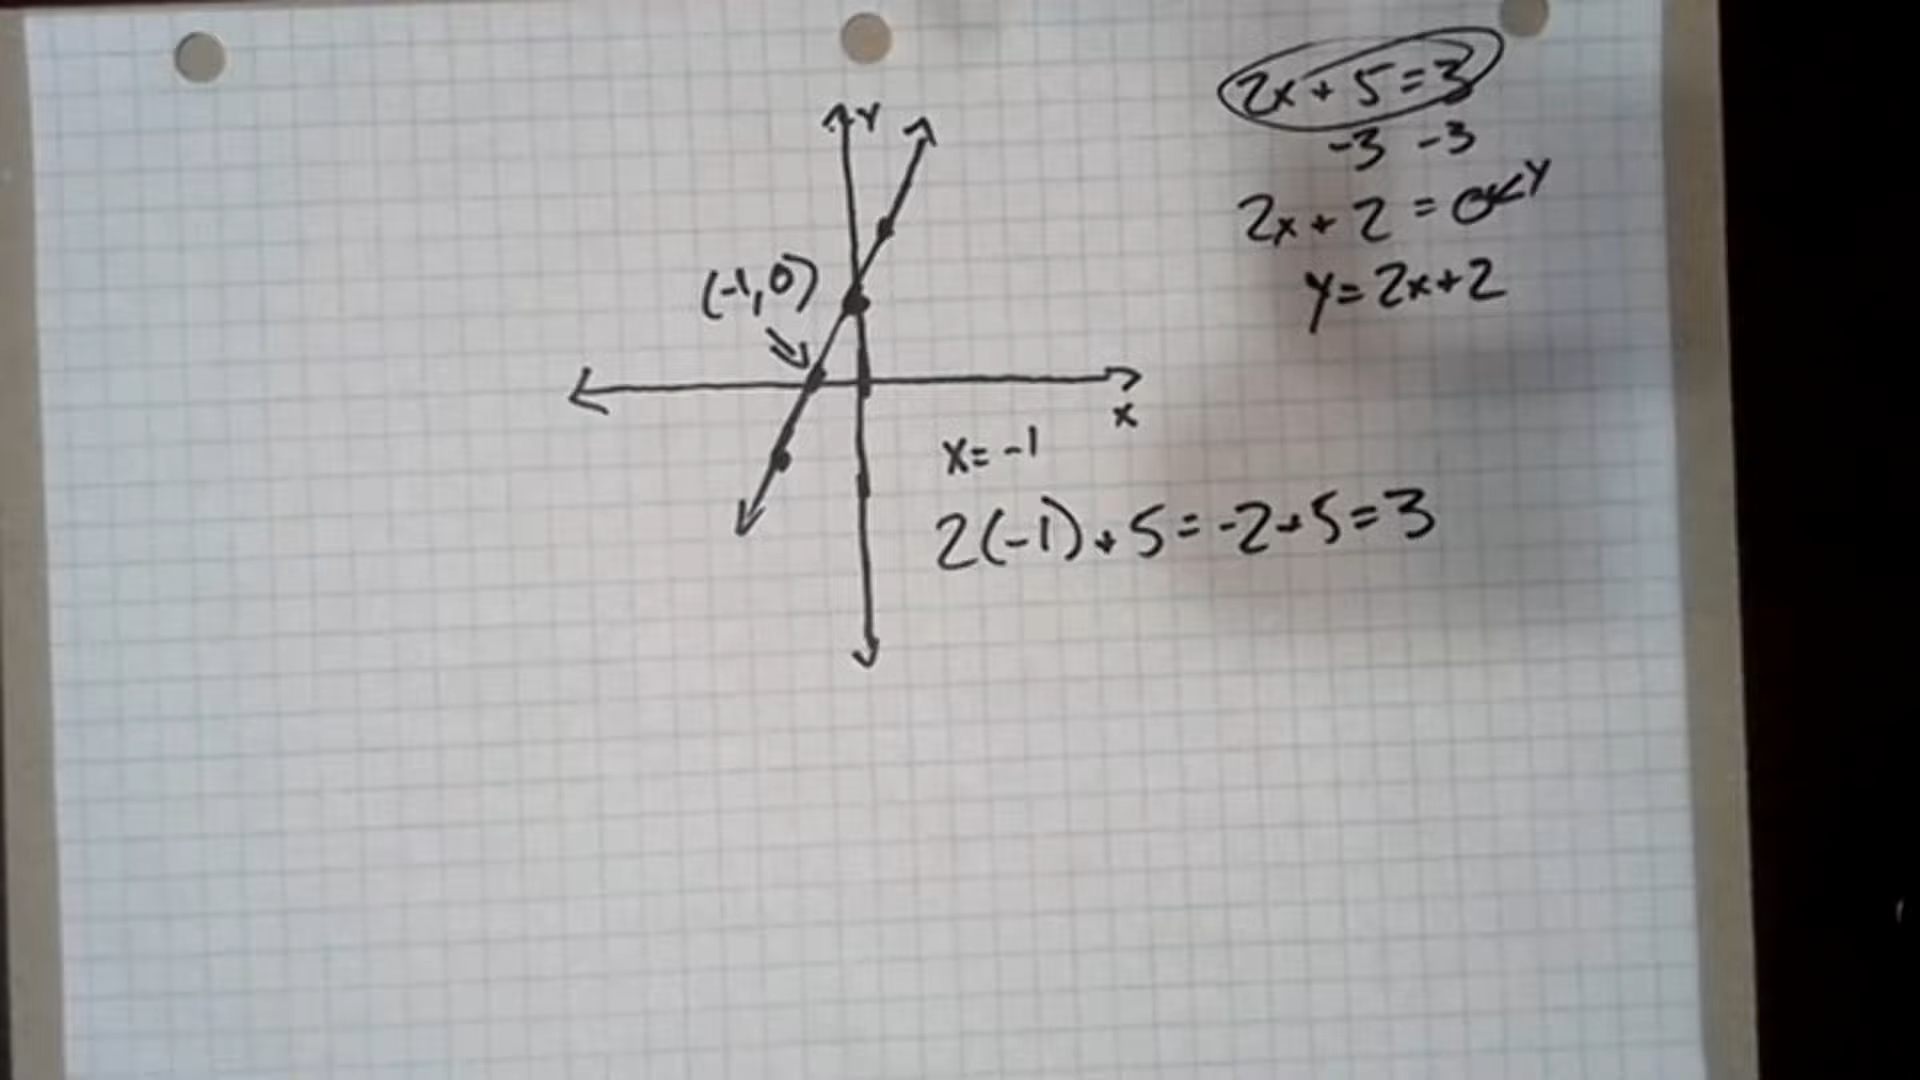 2x + 5 = 3
-3 -3
2x + 2 = 0 < y
y = 2x + 2
y
(-1, 0)
x
x = -1
2(-1) + 5 = -2 + 5 = 3